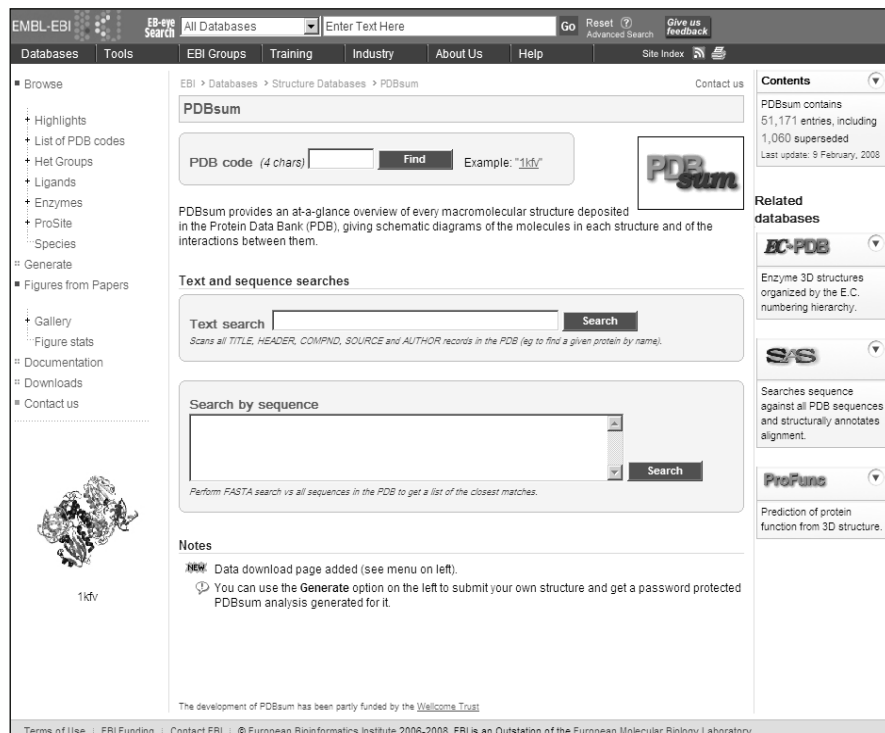 EMBL-EBI
EB-eye Search
All Databases
Enter Text Here
Go
Reset
Advanced Search
Give us feedback
Databases Tools EBI Groups Training Industry About Us Help Site Index
Browse
Highlights
List of PDB codes
Het Groups
Ligands
Enzymes
ProSite
Species
Generate
Figures from Papers
Gallery
Figure stats
Documentation
Downloads
Contact us
1kfv
EBI > Databases > Structure Databases > PDBsum
Contact us
PDBsum
PDB code (4 chars) Find Example: "1kfv"
PDBsum
PDBsum provides an at-a-glance overview of every macromolecular structure deposited
in the Protein Data Bank (PDB), giving schematic diagrams of the molecules in each structure and of the
interactions between them.
Text and sequence searches
Text search Search
Scans all TITLE, HEADER, COMPND, SOURCE and AUTHOR records in the PDB (eg to find a given protein by name).
Search by sequence
Search
Perform FASTA search vs all sequences in the PDB to get a list of the closest matches.
Notes
NEW Data download page added (see menu on left).
You can use the Generate option on the left to submit your own structure and get a password protected
PDBsum analysis generated for it.
The development of PDBsum has been partly funded by the Wellcome Trust
Contents
PDBsum contains
51,171 entries, including
1,060 superseded
Last update: 9 February, 2008
Related
databases
EC-PDB
Enzyme 3D structures
organized by the E.C.
numbering hierarchy.
SAS
Searches sequence
against all PDB sequences
and structurally annotates
alignment.
ProFunc
Prediction of protein
function from 3D structure.
Terms of Use | EBI Funding | Contact EBI | © European Bioinformatics Institute 2006-2008. EBI is an Outstation of the European Molecular Biology Laboratory.